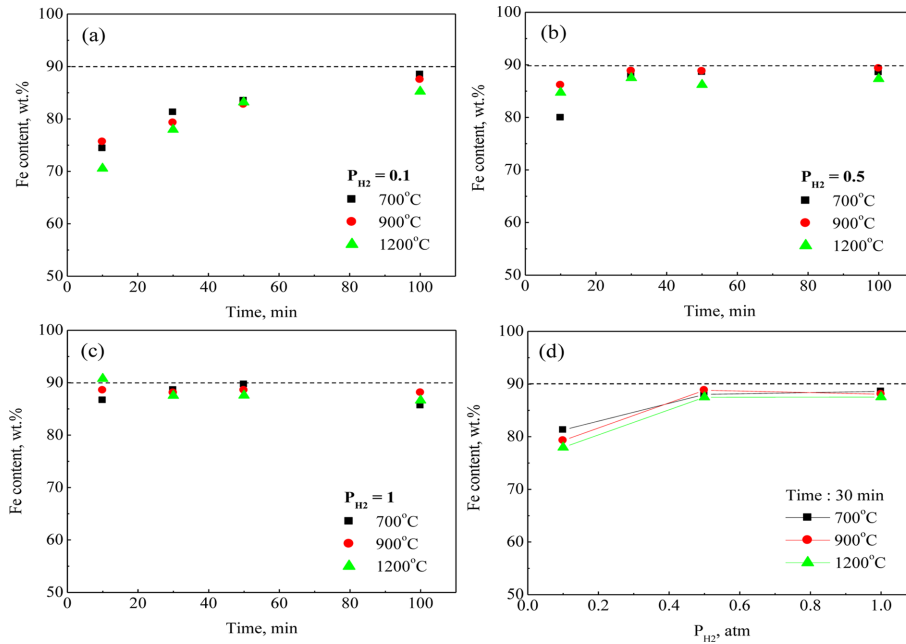 (a)
100
90
80
70
60
50
Fe content, wt.%
P_H2 = 0.1
700°C
900°C
1200°C
0 20 40 60 80 100
Time, min
(b)
100
90
80
70
60
50
Fe content, wt.%
P_H2 = 0.5
700°C
900°C
1200°C
0 20 40 60 80 100
Time, min
(c)
100
90
80
70
60
50
Fe content, wt.%
P_H2 = 1
700°C
900°C
1200°C
0 20 40 60 80 100
Time, min
(d)
100
90
80
70
60
50
Fe content, wt.%
Time : 30 min
700°C
900°C
1200°C
0.0 0.2 0.4 0.6 0.8 1.0
P_H2, atm